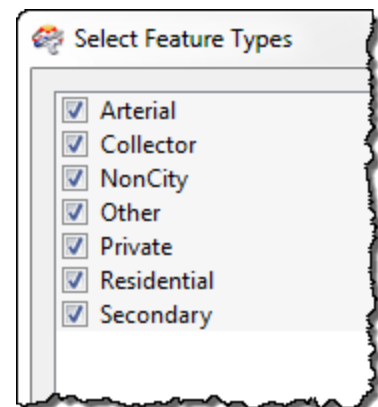 Select Feature Types
Arterial
Collector
NonCity
Other
Private
Residential
Secondary